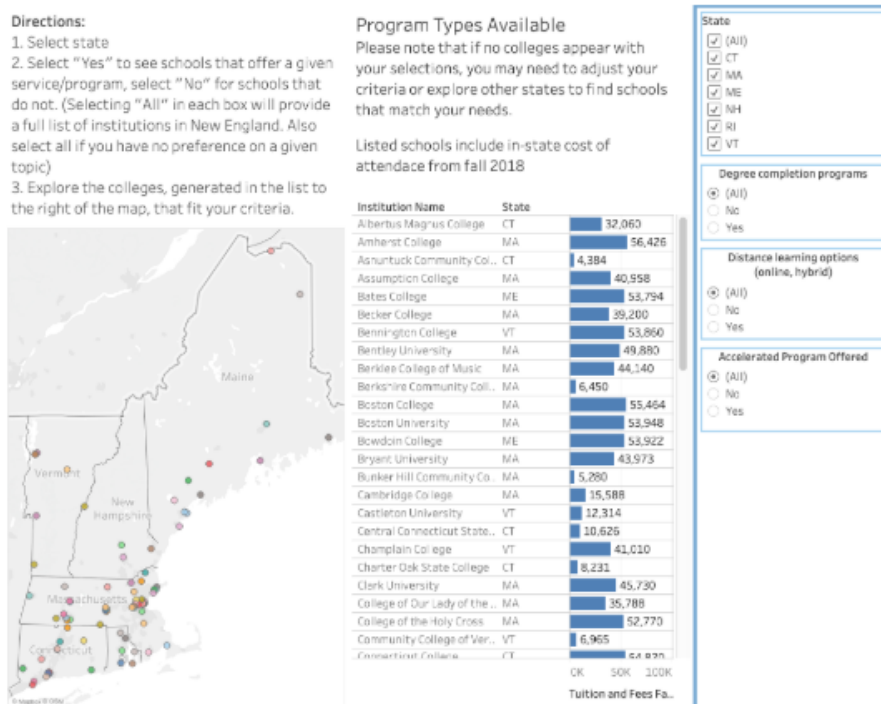 Directions:
1. Select state
2. Select "Yes" to see schools that offer a given
service/program, select "No" for schools that
do not. (Selecting "All" in each box will provide
a full list of institutions in New England. Also
select all if you have no preference on a given
topic)
3. Explore the colleges, generated in the list to
the right of the map, that fit your criteria.
Maine
Vermont
New
Hampshire
Massachusetts
Connecticut
© Mapbox © OSM
Program Types Available
Please note that if no colleges appear with
your selections, you may need to adjust your
criteria or explore other states to find schools
that match your needs.
Listed schools include in-state cost of
attendace from fall 2018
Institution Name State
Albertus Magnus College CT 32,060
Amherst College MA 56,426
Asnuntuck Community Col.. CT 4,384
Assumption College MA 40,958
Bates College ME 53,794
Becker College MA 39,200
Bennington College VT 53,860
Bentley University MA 49,880
Berklee College of Music MA 44,140
Berkshire Community Coll.. MA 6,450
Boston College MA 55,464
Boston University MA 53,948
Bowdoin College ME 53,922
Bryant University MA 43,973
Bunker Hill Community Co.. MA 5,280
Cambridge College MA 15,588
Castleton University VT 12,314
Central Connecticut State.. CT 10,626
Champlain College VT 41,010
Charter Oak State College CT 8,231
Clark University MA 45,730
College of Our Lady of the .. MA 35,788
College of the Holy Cross MA 52,770
Community College of Ver.. VT 6,965
Connecticut College CT 54,820
0K 50K 100K
Tuition and Fees Fa..
State
(All)
CT
MA
ME
NH
RI
VT
Degree completion programs
(All)
No
Yes
Distance learning options
(online, hybrid)
(All)
No
Yes
Accelerated Program Offered
(All)
No
Yes